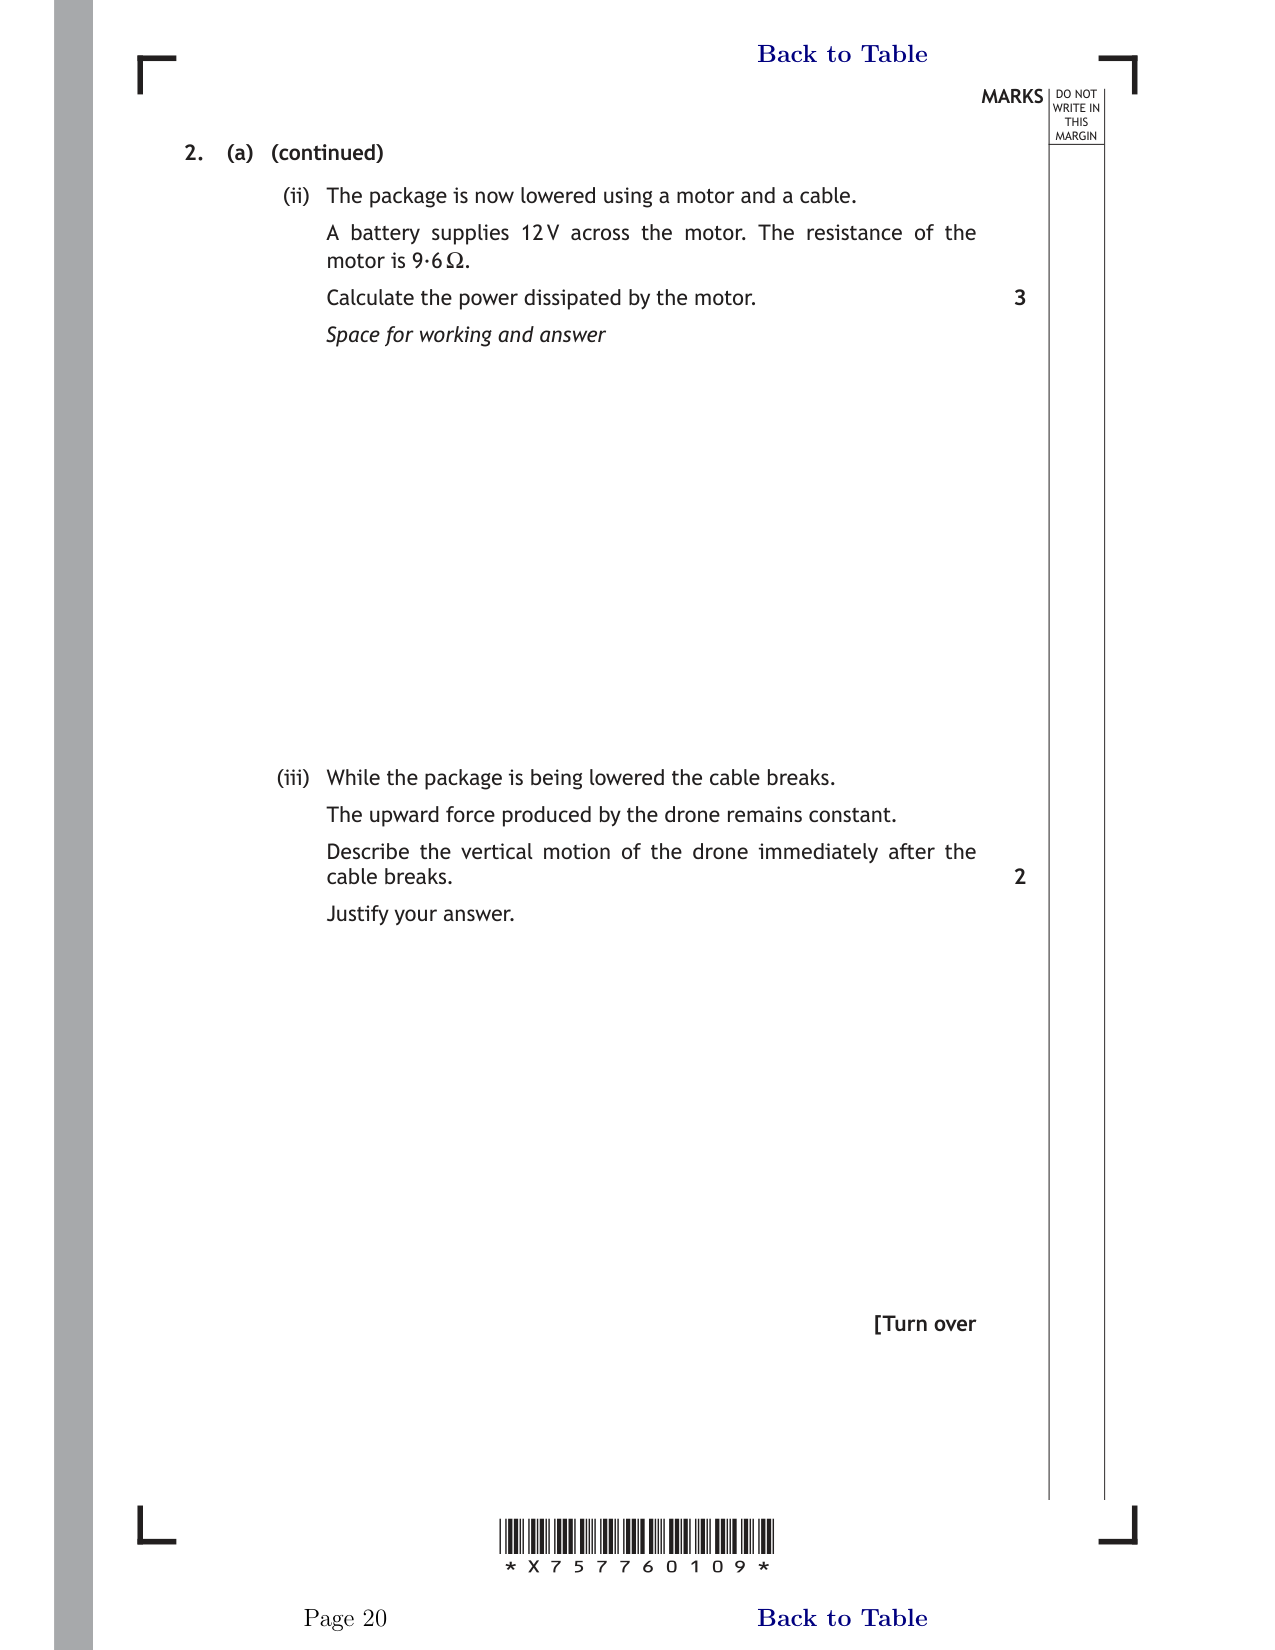 Back to Table
MARKS
DO NOT
WRITE IN
THIS
MARGIN
2. (a) (continued)
(ii) The package is now lowered using a motor and a cable.
A battery supplies 12 V across the motor. The resistance of the
motor is 9·6 Ω.
Calculate the power dissipated by the motor. 3
Space for working and answer
(iii) While the package is being lowered the cable breaks.
The upward force produced by the drone remains constant.
Describe the vertical motion of the drone immediately after the
cable breaks. 2
Justify your answer.
[Turn over
*X757760109*
Page 20
Back to Table